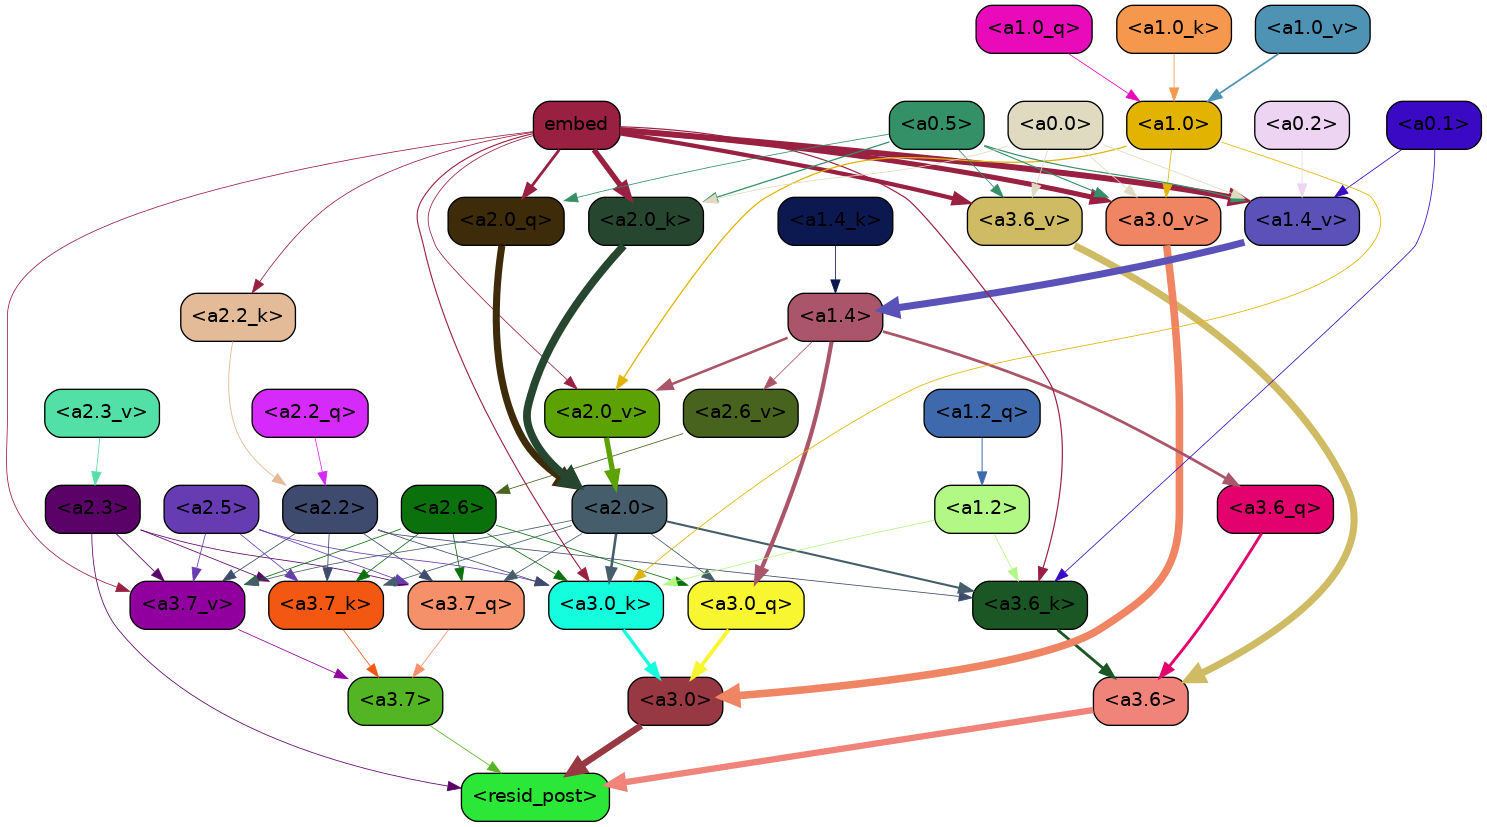 <a1.0_q> <a1.0_k> <a1.0_v>
embed <a0.5> <a0.0> <a1.0> <a0.2> <a0.1>
<a2.0_q> <a2.0_k> <a1.4_k> <a3.6_v> <a3.0_v> <a1.4_v>
<a2.2_k> <a1.4>
<a2.3_v> <a2.2_q> <a2.0_v> <a2.6_v> <a1.2_q>
<a2.3> <a2.5> <a2.2> <a2.6> <a2.0> <a1.2> <a3.6_q>
<a3.7_v> <a3.7_k> <a3.7_q> <a3.0_k> <a3.0_q> <a3.6_k>
<a3.7> <a3.0> <a3.6>
<resid_post>